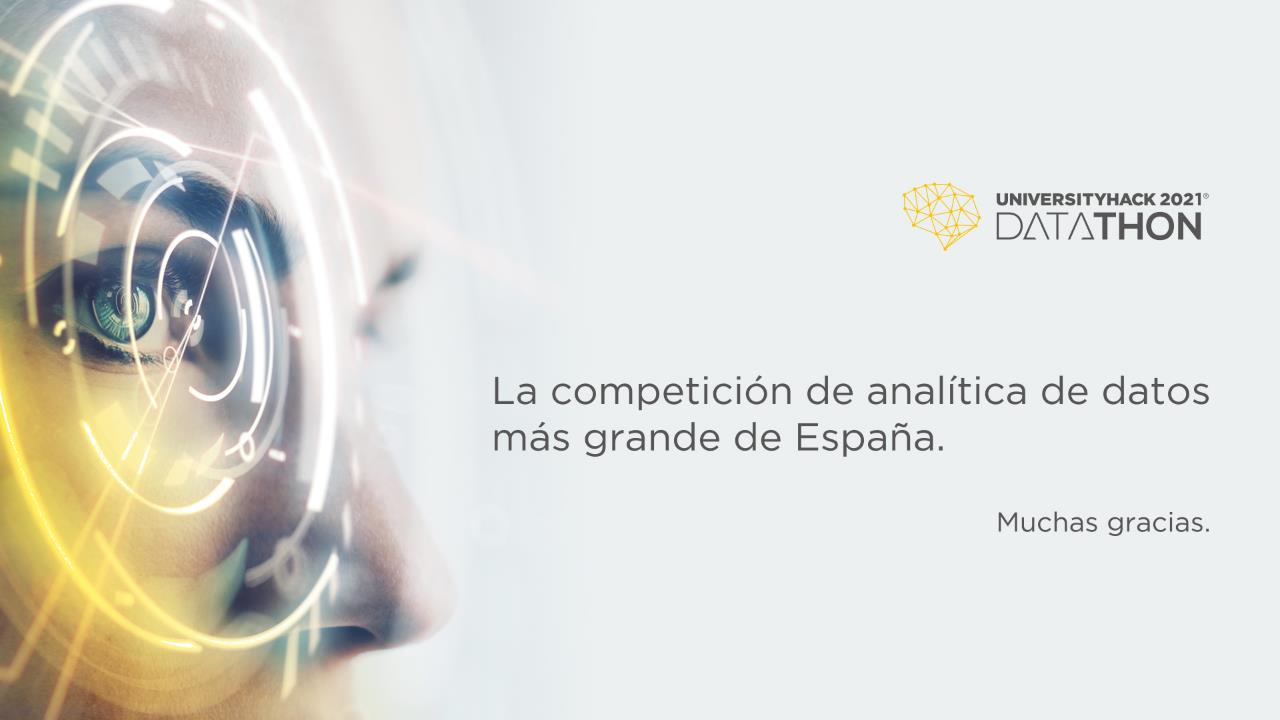 UNIVERSITYHACK 2021®
DATATHON
La competición de analítica de datos
más grande de España.
Muchas gracias.